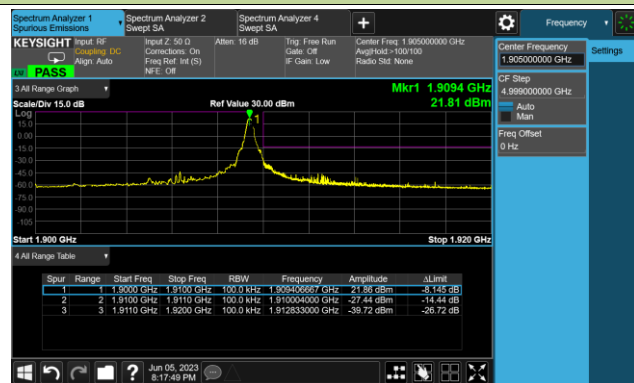 Spectrum Analyzer 1
Spurious Emissions
Spectrum Analyzer 2
Swept SA
Spectrum Analyzer 4
Swept SA
Frequency
KEYSIGHT
Input: RF
Coupling: DC
Align: Auto
Input Z: 50 Ω
Corrections: On
Freq Ref: Int (S)
NFE: Off
Atten: 16 dB
Trig: Free Run
Gate: Off
IF Gain: Low
Center Freq: 1.905000000 GHz
Avg|Hold:>100/100
Radio Std: None
PASS
Center Frequency
1.905000000 GHz
Settings
CF Step
4.999000000 GHz
Auto
Man
Freq Offset
0 Hz
3 All Range Graph
Mkr1 1.9094 GHz
Scale/Div 15.0 dB
Ref Value 30.00 dBm
21.81 dBm
Log
1
15.0
0.00
-15.0
-30.0
-45.0
-60.0
-75.0
-90.0
-105
Start 1.900 GHz
Stop 1.920 GHz
4 All Range Table
Spur Range Start Freq Stop Freq RBW Frequency Amplitude ΔLimit
1 1 1.9000 GHz 1.9100 GHz 100.0 kHz 1.909406667 GHz 21.86 dBm -8.145 dB
2 2 1.9100 GHz 1.9110 GHz 100.0 kHz 1.910004000 GHz -27.44 dBm -14.44 dB
3 3 1.9110 GHz 1.9200 GHz 100.0 kHz 1.912833000 GHz -39.72 dBm -26.72 dB
Jun 05, 2023
8:17:49 PM